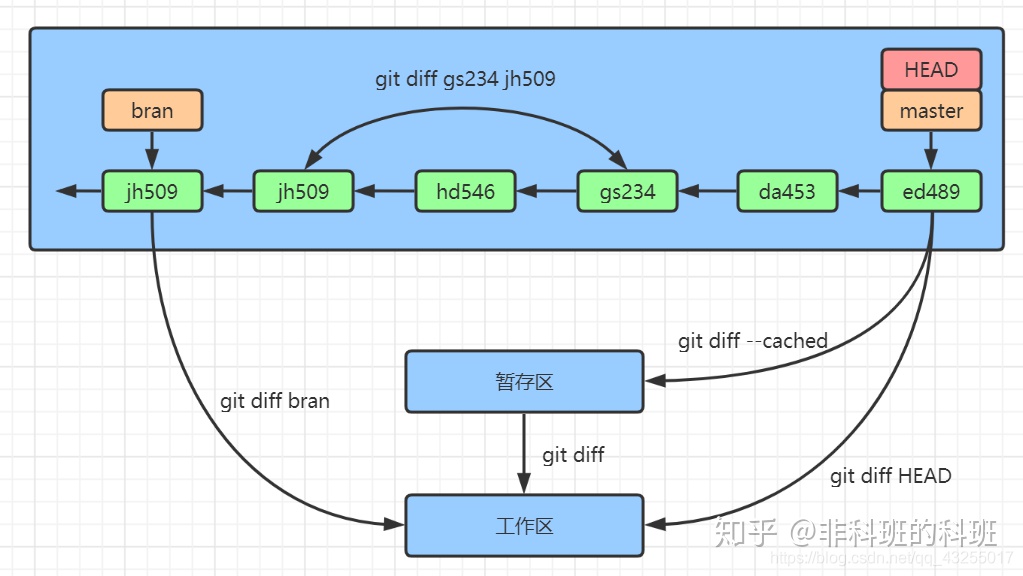 git diff gs234 jh509
HEAD
bran
master
jh509
jh509
hd546
gs234
da453
ed489
git diff --cached
暂存区
git diff bran
git diff
git diff HEAD
工作区
知乎 @非科班的科班
https://blog.csdn.net/qq_43255017